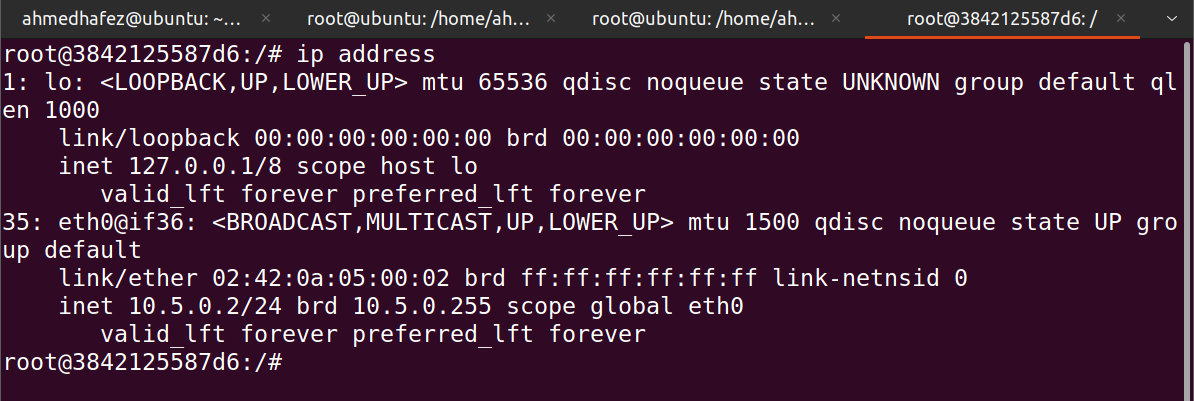 ahmedhafez@ubuntu: ~... × root@ubuntu: /home/ah... × root@ubuntu: /home/ah... × root@3842125587d6: / ×
root@3842125587d6:/# ip address
1: lo: <LOOPBACK,UP,LOWER_UP> mtu 65536 qdisc noqueue state UNKNOWN group default ql
en 1000
    link/loopback 00:00:00:00:00:00 brd 00:00:00:00:00:00
    inet 127.0.0.1/8 scope host lo
       valid_lft forever preferred_lft forever
35: eth0@if36: <BROADCAST,MULTICAST,UP,LOWER_UP> mtu 1500 qdisc noqueue state UP gro
up default
    link/ether 02:42:0a:05:00:02 brd ff:ff:ff:ff:ff:ff link-netnsid 0
    inet 10.5.0.2/24 brd 10.5.0.255 scope global eth0
       valid_lft forever preferred_lft forever
root@3842125587d6:/#